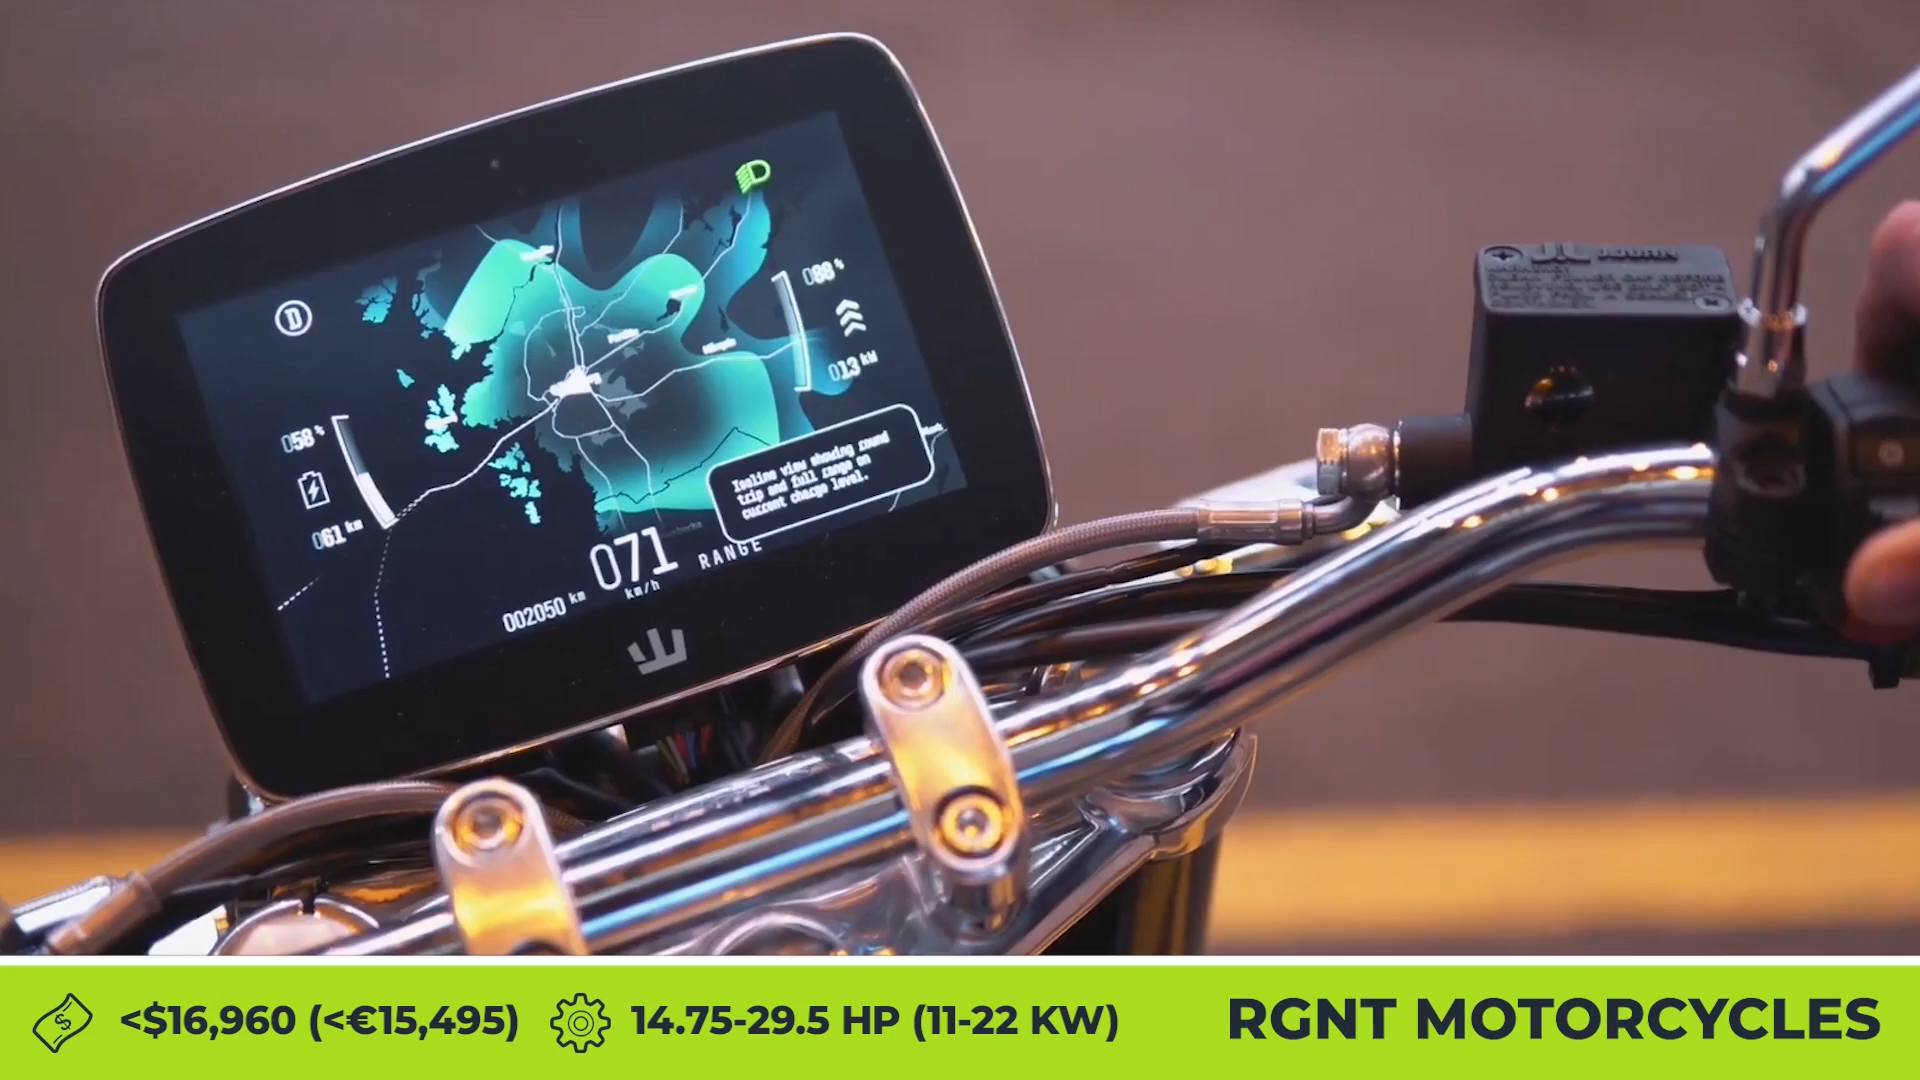 D
088 %
013 kW
058 %
061 km
Isoline view showing round
trip and full range on
current charge level.
071
km/h
RANGE
002050 km
<$16,960 (<€15,495)
14.75-29.5 HP (11-22 KW)
RGNT MOTORCYCLES